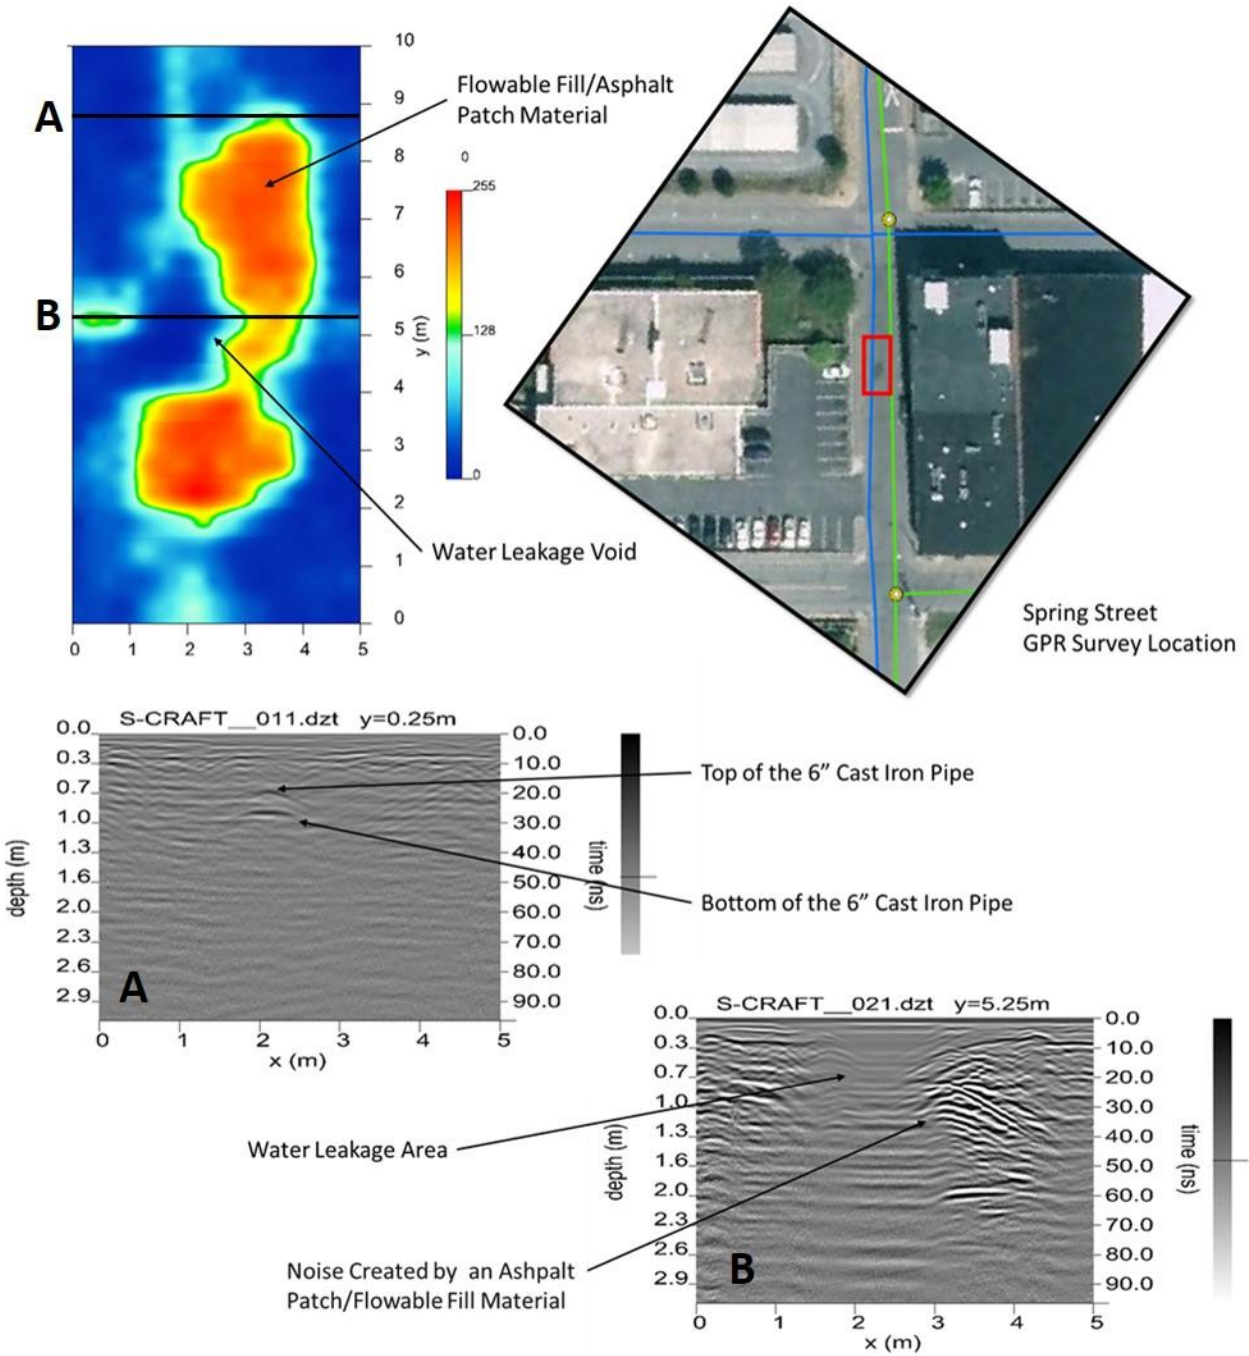 10
9
8
7
6
5
4
3
2
1
0
A
B
0 1 2 3 4 5
y (m)
Flowable Fill/Asphalt
Patch Material
0
255
128
0
Water Leakage Void
Spring Street
GPR Survey Location
S-CRAFT__011.dzt y=0.25m
0.0
0.3
0.7
1.0
1.3
1.6
2.0
2.3
2.6
2.9
depth (m)
0.0
10.0
20.0
30.0
40.0
50.0
60.0
70.0
80.0
90.0
time (ns)
A
0 1 2 3 4 5
x (m)
Top of the 6” Cast Iron Pipe
Bottom of the 6” Cast Iron Pipe
S-CRAFT__021.dzt y=5.25m
0.0
0.3
0.7
1.0
1.3
1.6
2.0
2.3
2.6
2.9
depth (m)
0.0
10.0
20.0
30.0
40.0
50.0
60.0
70.0
80.0
90.0
time (ns)
B
0 1 2 3 4 5
x (m)
Water Leakage Area
Noise Created by an Ashpalt
Patch/Flowable Fill Material